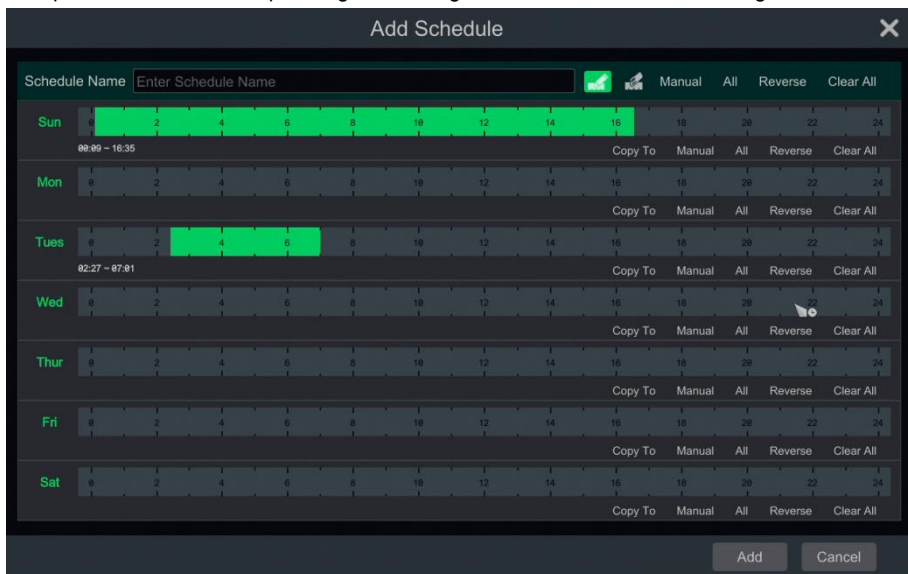 Add Schedule
Schedule Name Enter Schedule Name Manual All Reverse Clear All
Sun 0 2 4 6 8 10 12 14 16 18 20 22 24
00:09 ~ 16:35 Copy To Manual All Reverse Clear All
Mon 0 2 4 6 8 10 12 14 16 18 20 22 24
Copy To Manual All Reverse Clear All
Tues 0 2 4 6 8 10 12 14 16 18 20 22 24
02:27 ~ 07:01 Copy To Manual All Reverse Clear All
Wed 0 2 4 6 8 10 12 14 16 18 20 22 24
Copy To Manual All Reverse Clear All
Thur 0 2 4 6 8 10 12 14 16 18 20 22 24
Copy To Manual All Reverse Clear All
Fri 0 2 4 6 8 10 12 14 16 18 20 22 24
Copy To Manual All Reverse Clear All
Sat 0 2 4 6 8 10 12 14 16 18 20 22 24
Copy To Manual All Reverse Clear All
Add Cancel